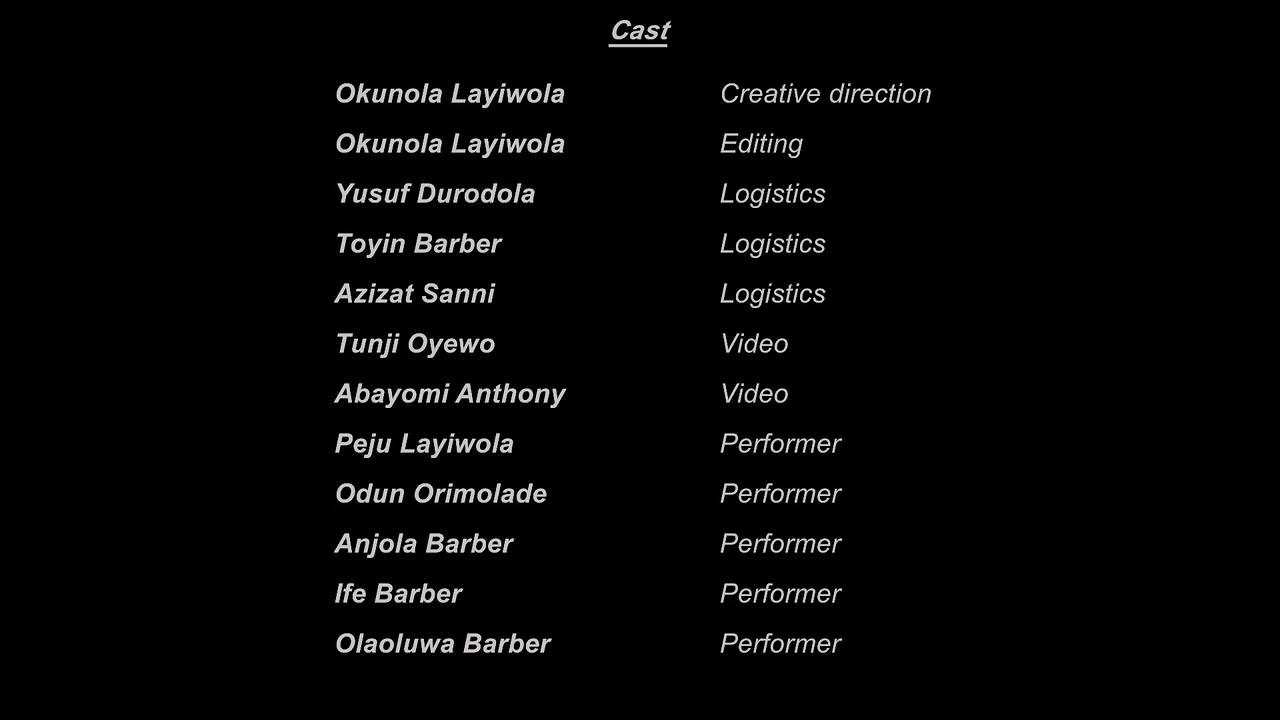 Cast
Okunola Layiwola Creative direction
Okunola Layiwola Editing
Yusuf Durodola Logistics
Toyin Barber Logistics
Azizat Sanni Logistics
Tunji Oyewo Video
Abayomi Anthony Video
Peju Layiwola Performer
Odun Orimolade Performer
Anjola Barber Performer
Ife Barber Performer
Olaoluwa Barber Performer